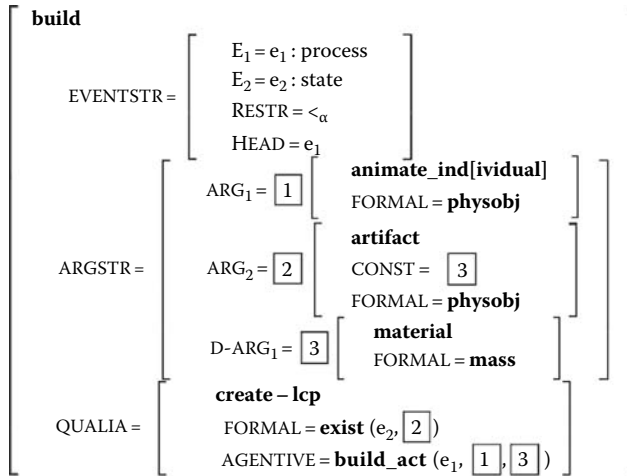 build
E₁ = e₁ : process
E₂ = e₂ : state
EVENTSTR =
RESTR = <α
HEAD = e₁
animate_ind[ividual]
ARG₁ = 1
FORMAL = physobj
artifact
ARGSTR = ARG₂ = 2 CONST = 3
FORMAL = physobj
material
D-ARG₁ = 3
FORMAL = mass
create – lcp
QUALIA = FORMAL = exist (e₂, 2 )
AGENTIVE = build_act (e₁, 1 , 3 )